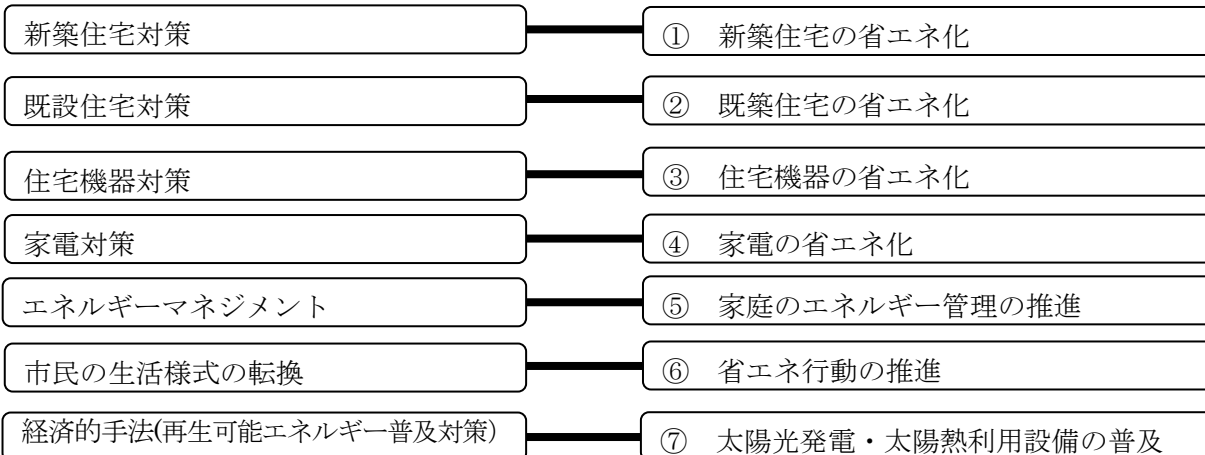 新築住宅対策
① 新築住宅の省エネ化
既設住宅対策
② 既築住宅の省エネ化
住宅機器対策
③ 住宅機器の省エネ化
家電対策
④ 家電の省エネ化
エネルギーマネジメント
⑤ 家庭のエネルギー管理の推進
市民の生活様式の転換
⑥ 省エネ行動の推進
経済的手法(再生可能エネルギー普及対策)
⑦ 太陽光発電・太陽熱利用設備の普及